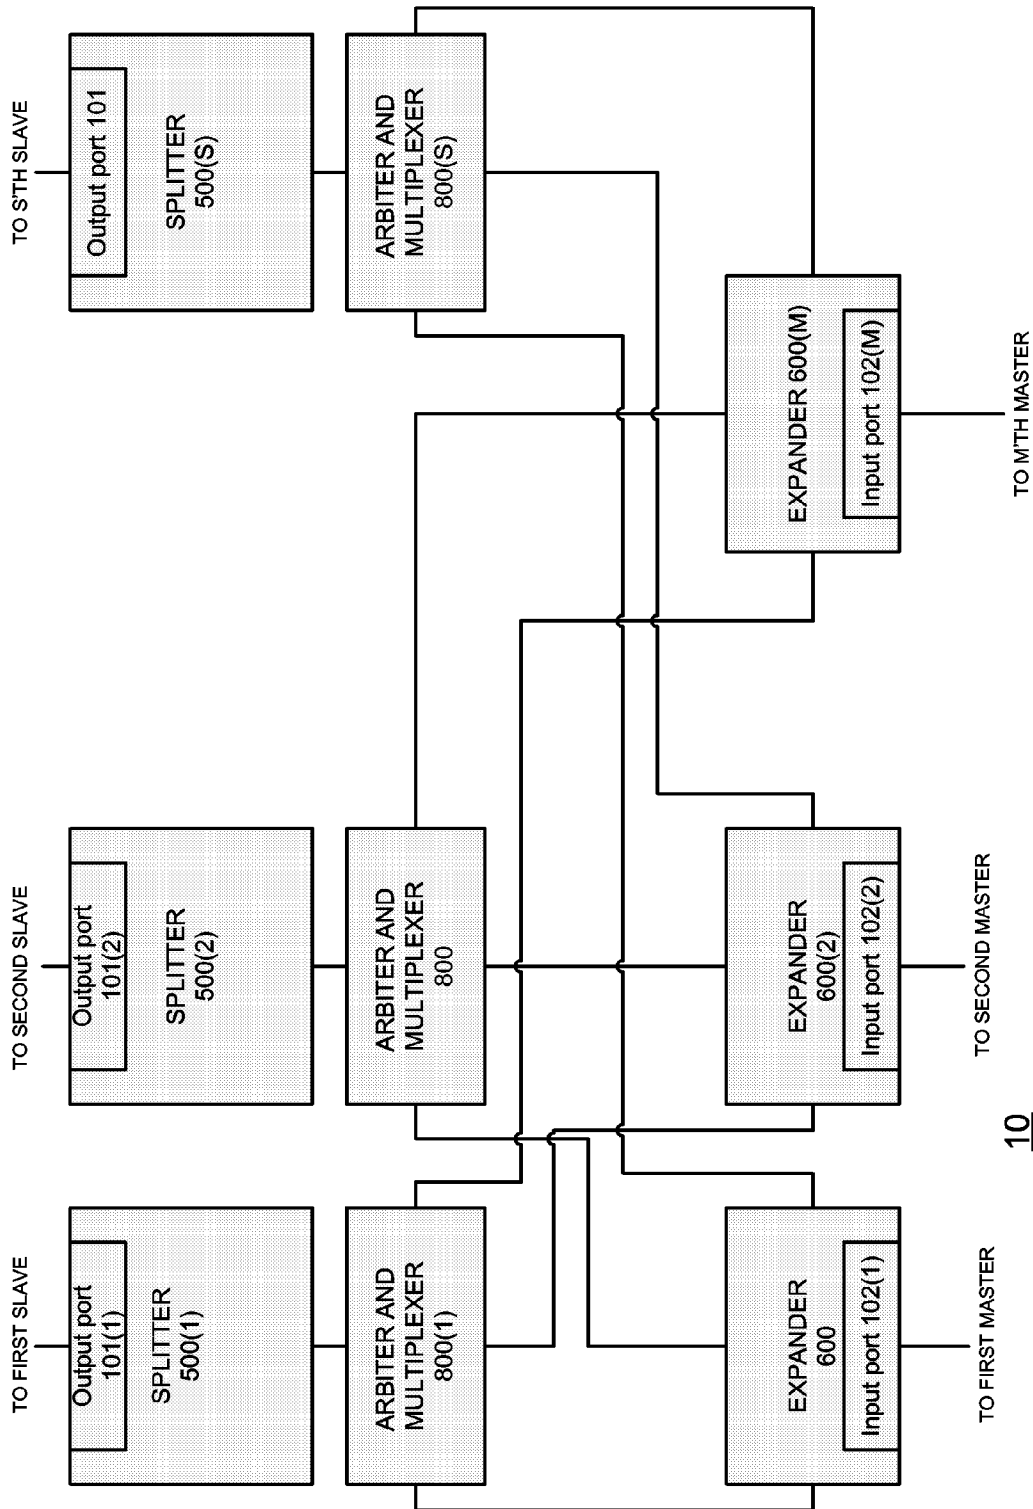 TO FIRST SLAVE
Output port
101(1)
SPLITTER
500(1)
ARBITER AND
MULTIPLEXER
800(1)
EXPANDER
600
Input port 102(1)
TO FIRST MASTER
TO SECOND SLAVE
Output port
101(2)
SPLITTER
500(2)
ARBITER AND
MULTIPLEXER
800
EXPANDER
600(2)
Input port 102(2)
TO SECOND MASTER
TO S'TH SLAVE
Output port 101
SPLITTER
500(S)
ARBITER AND
MULTIPLEXER
800(S)
EXPANDER 600(M)
Input port 102(M)
TO M'TH MASTER
10